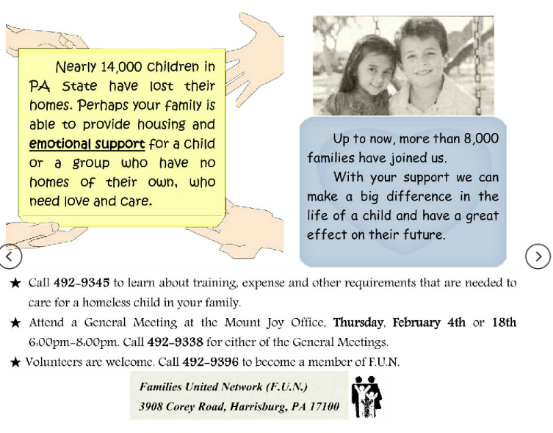 Nearly 14,000 children in
PA State have lost their
homes. Perhaps your family is
able to provide housing and
emotional support for a child
or a group who have no
homes of their own, who
need love and care.
Up to now, more than 8,000
families have joined us.
With your support we can
make a big difference in the
life of a child and have a great
effect on their future.
★ Call 492-9345 to learn about training, expense and other requirements that are needed to
care for a homeless child in your family.
★ Attend a General Meeting at the Mount Joy Office, Thursday, February 4th or 18th
6:00pm-8:00pm. Call 492-9338 for either of the General Meetings.
★ Volunteers are welcome. Call 492-9396 to become a member of F.U.N.
Families United Network (F.U.N.)
3908 Corey Road, Harrisburg, PA 17100